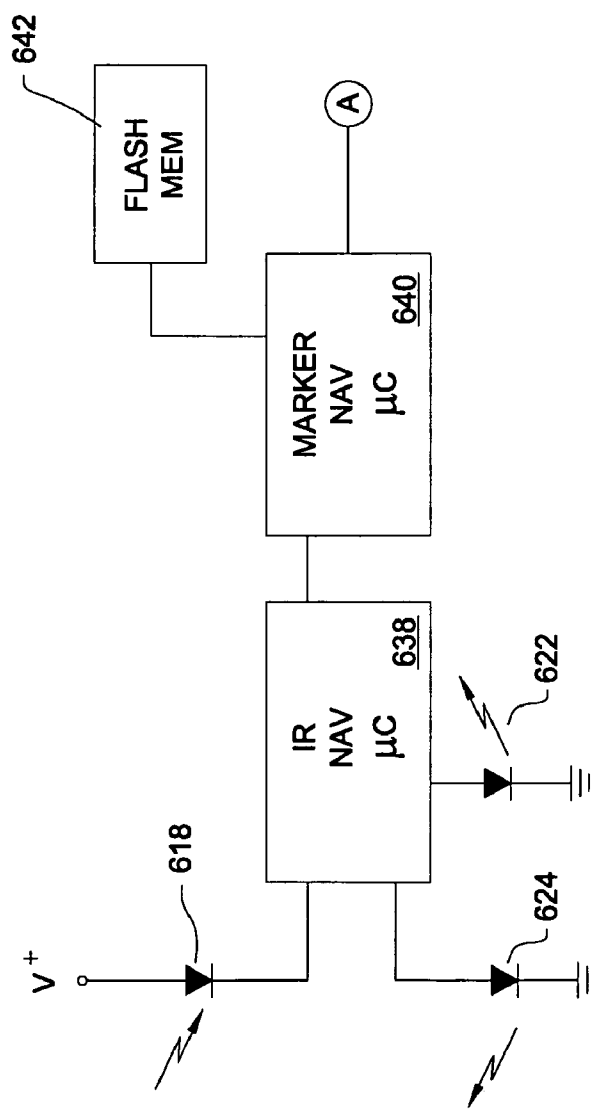 642
FLASH
MEM
A
MARKER
NAV
µC
640
IR
NAV
µC
638
622
618
V+
624